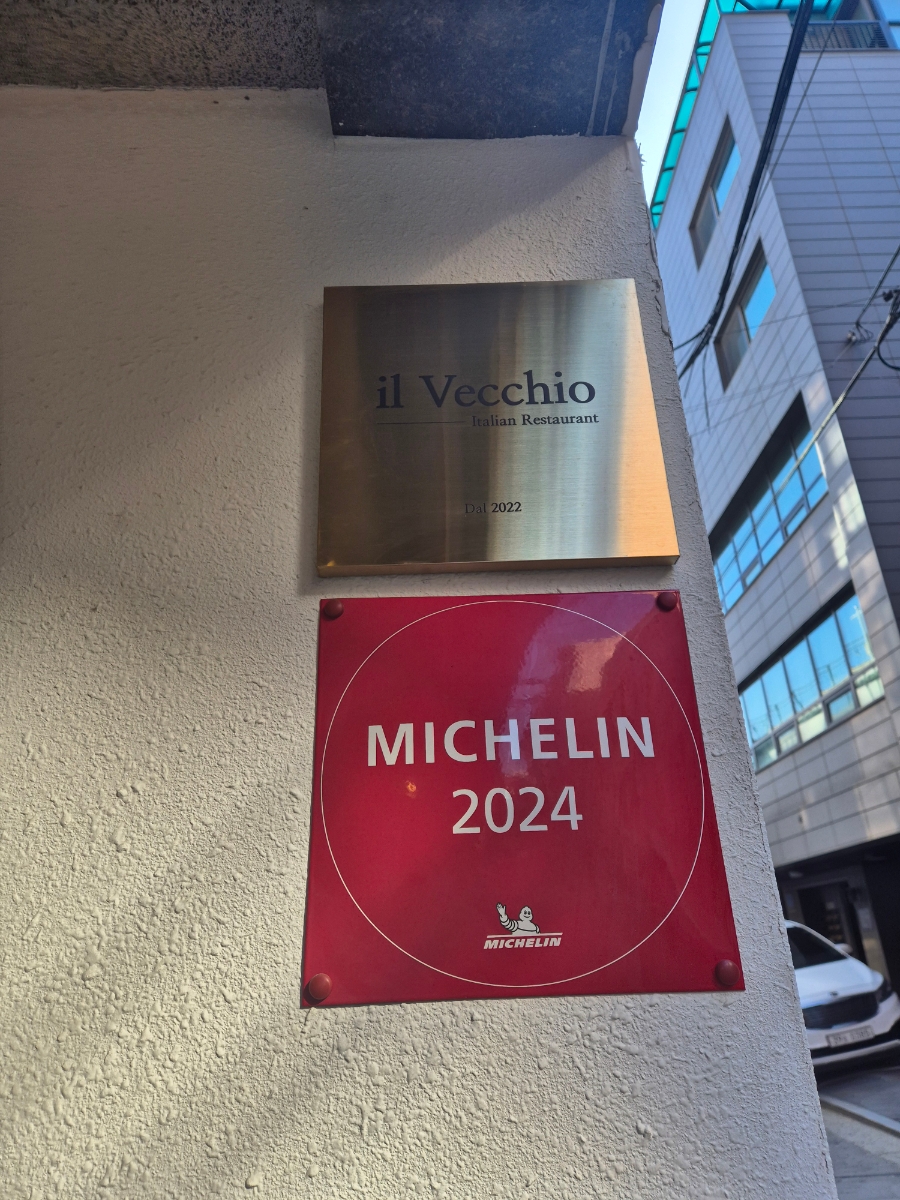 il Vecchio
Italian Restaurant
Dal 2022
MICHELIN
2024
MICHELIN